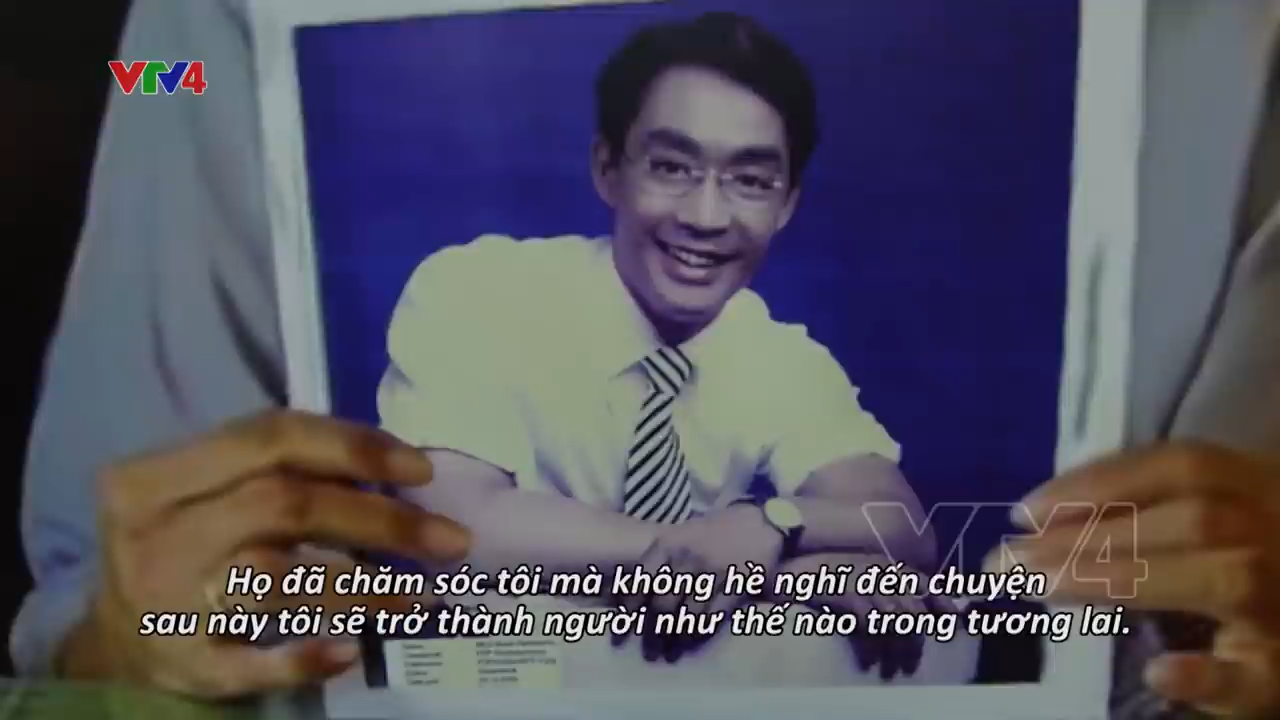 VTV4
VTV4
Họ đã chăm sóc tôi mà không hề nghĩ đến chuyện
sau này tôi sẽ trở thành người như thế nào trong tương lai.